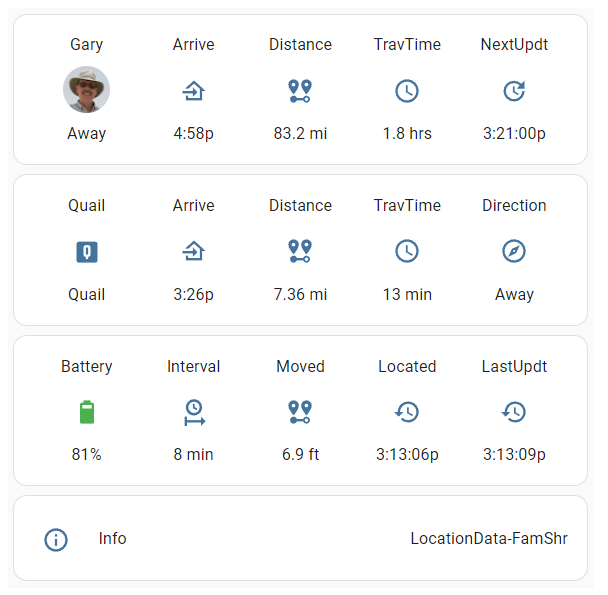 Gary Arrive Distance TravTime NextUpdt
Away 4:58p 83.2 mi 1.8 hrs 3:21:00p
Quail Arrive Distance TravTime Direction
Q
Quail 3:26p 7.36 mi 13 min Away
Battery Interval Moved Located LastUpdt
81% 8 min 6.9 ft 3:13:06p 3:13:09p
Info LocationData-FamShr